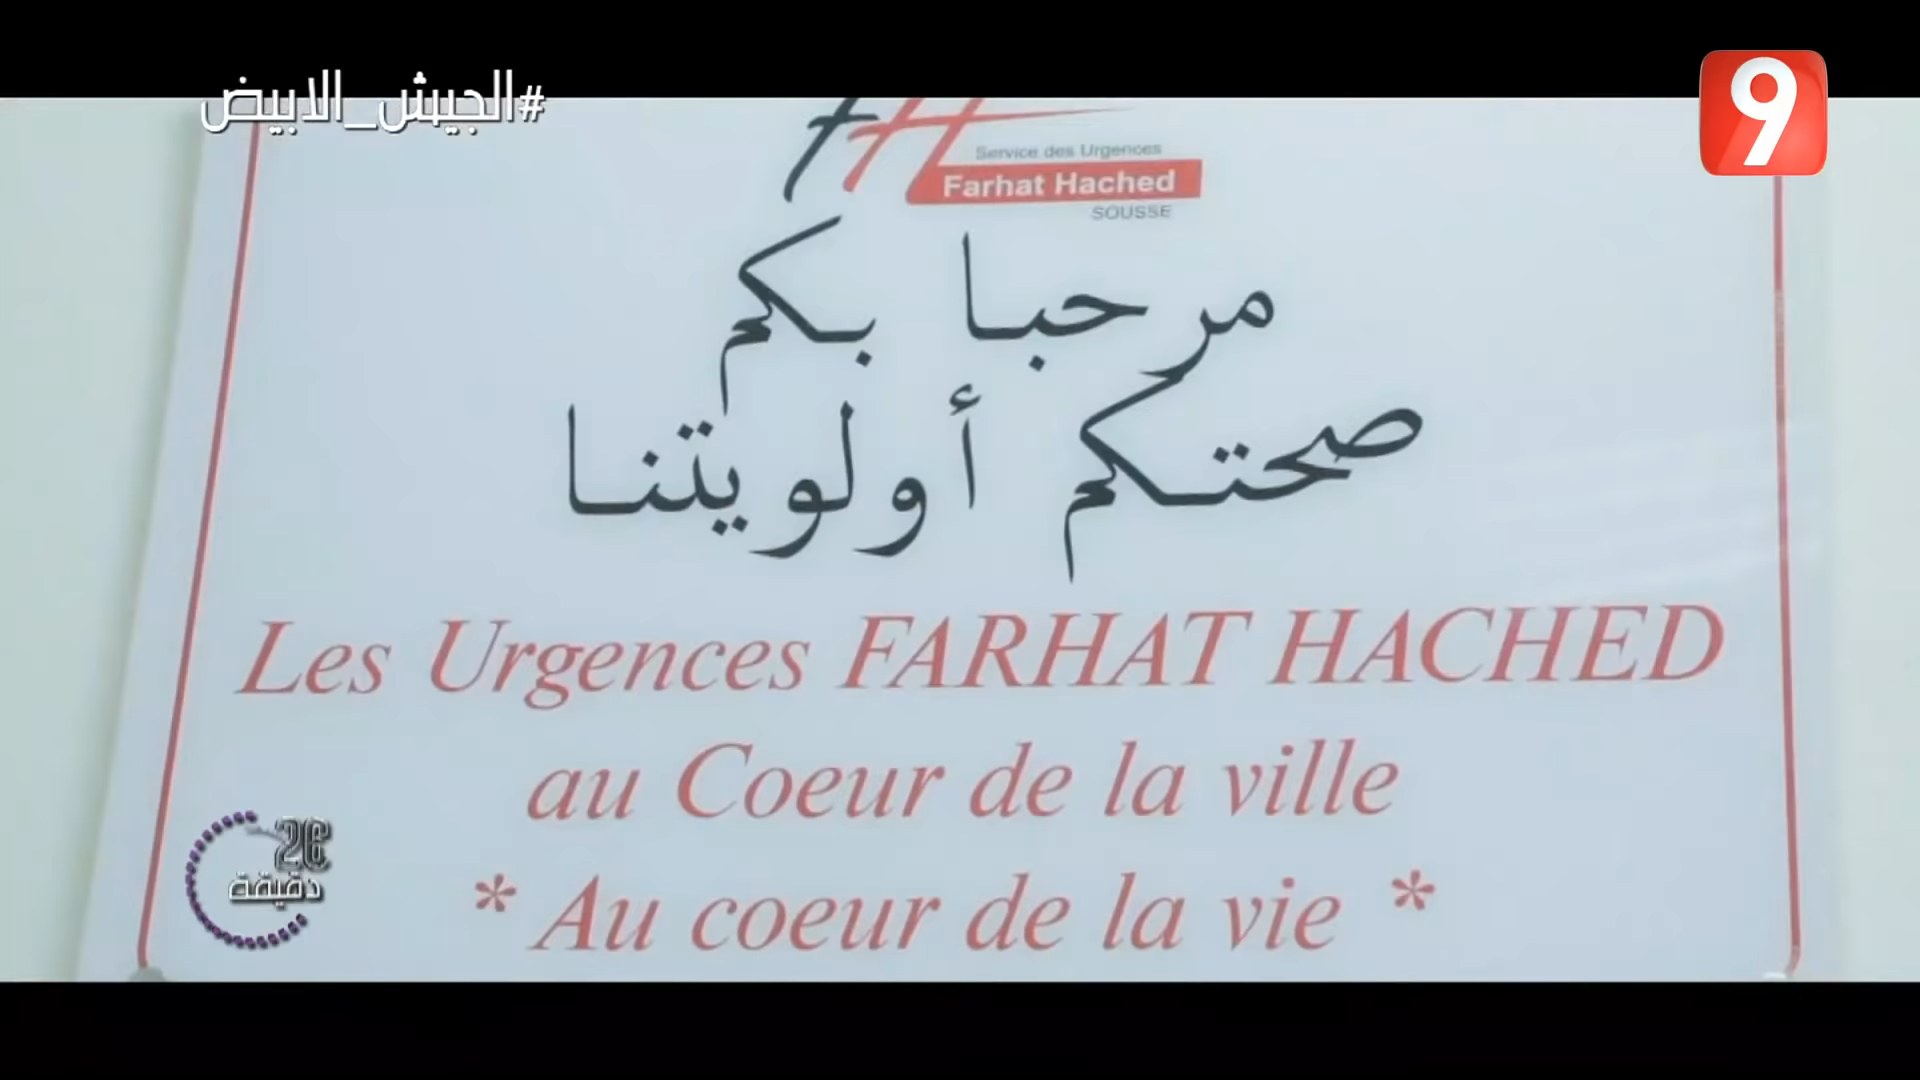 #الجيش_الابيض
9
Service des Urgences
Farhat Hached
SOUSSE
مرحبا بكم
صحتكم أولويتنا
Les Urgences FARHAT HACHED
au Coeur de la ville
* Au coeur de la vie *
26
دقيقة